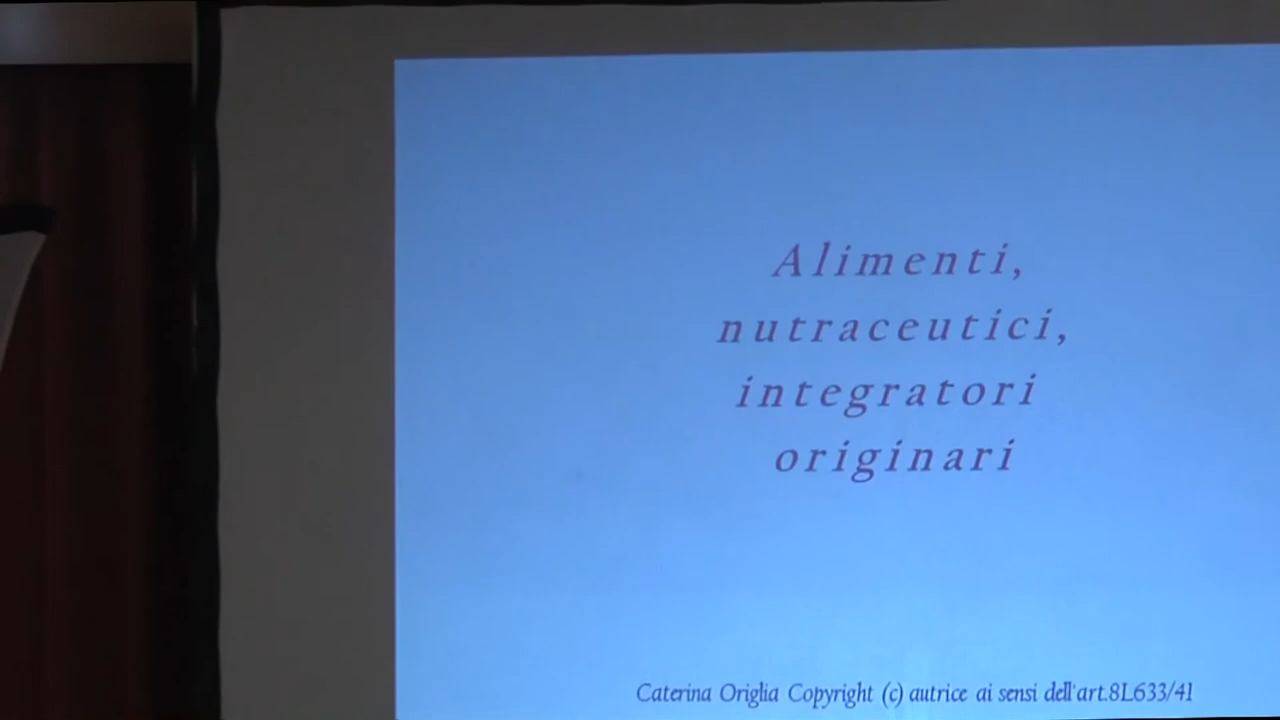 Alimenti,
nutraceutici,
integratori
originari
Caterina Origlia Copyright (c) autrice ai sensi dell'art.8L633/41